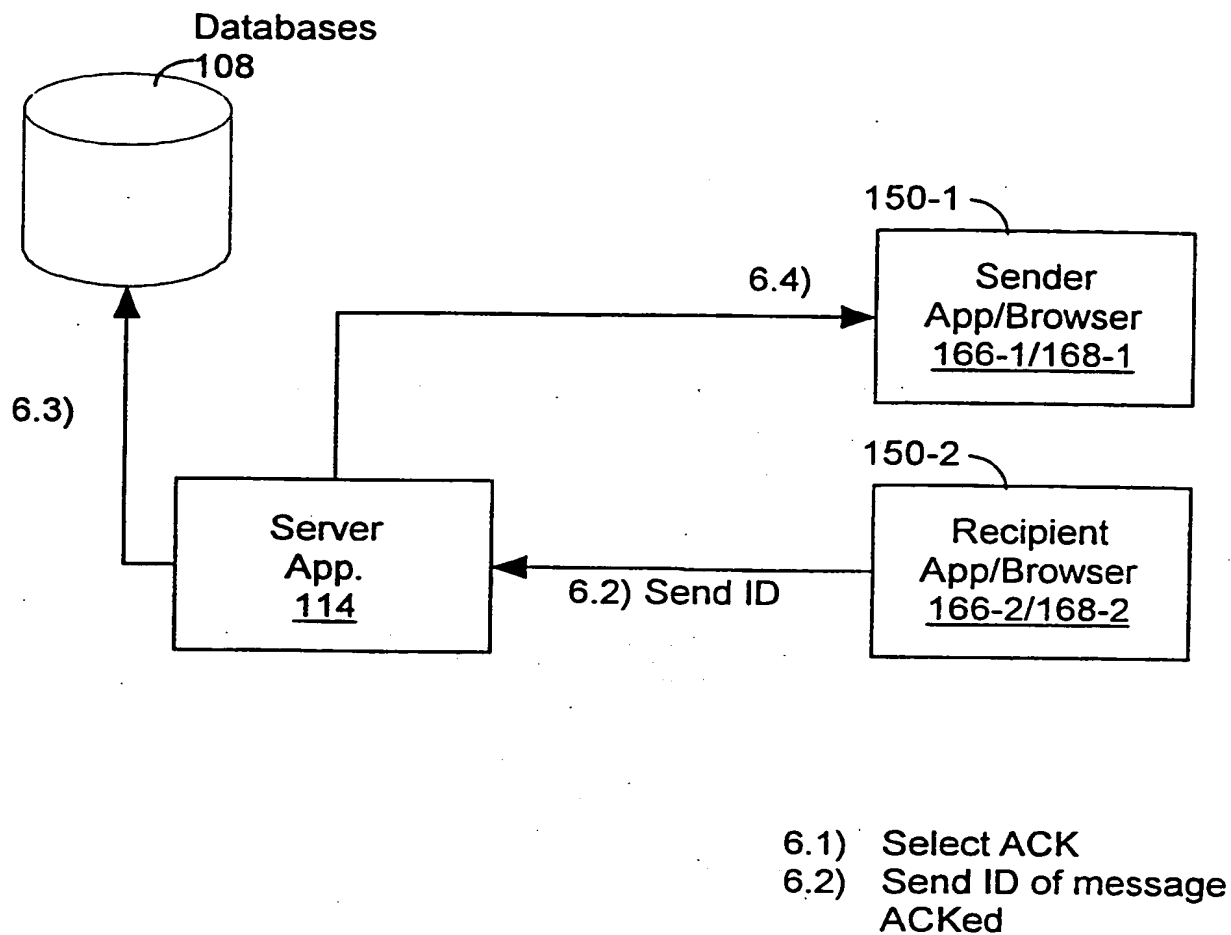 Databases
108
150-1
Sender
App/Browser
166-1/168-1
6.4)
6.3)
150-2
Recipient
App/Browser
166-2/168-2
Server
App.
114
6.2) Send ID
6.1) Select ACK
6.2) Send ID of message
ACKed